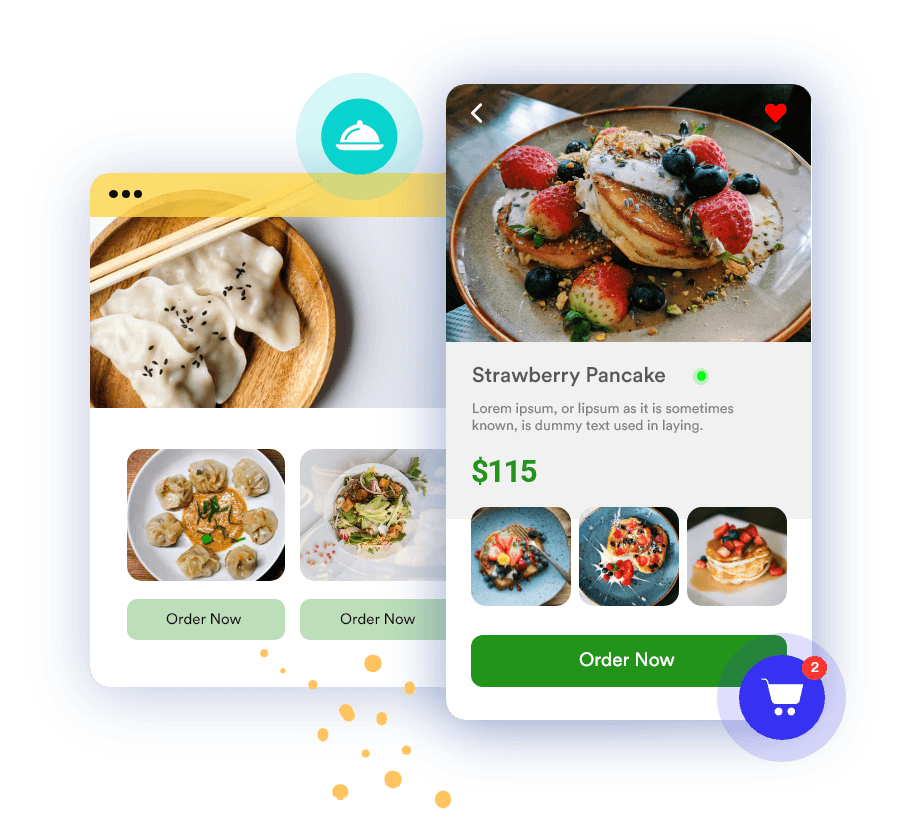 Strawberry Pancake
Lorem ipsum, or lipsum as it is sometimes
known, is dummy text used in laying.
$115
Order Now
Order Now
Order Now
2